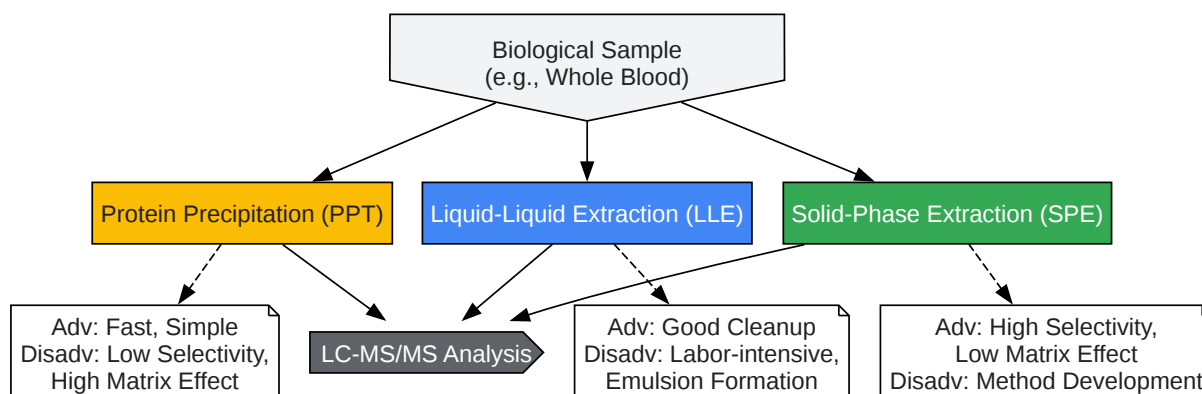 Biological Sample
(e.g., Whole Blood)
Protein Precipitation (PPT)
Liquid-Liquid Extraction (LLE)
Solid-Phase Extraction (SPE)
Adv: Fast, Simple
Disadv: Low Selectivity,
High Matrix Effect
LC-MS/MS Analysis
Adv: Good Cleanup
Disadv: Labor-intensive,
Emulsion Formation
Adv: High Selectivity,
Low Matrix Effect
Disadv: Method Development